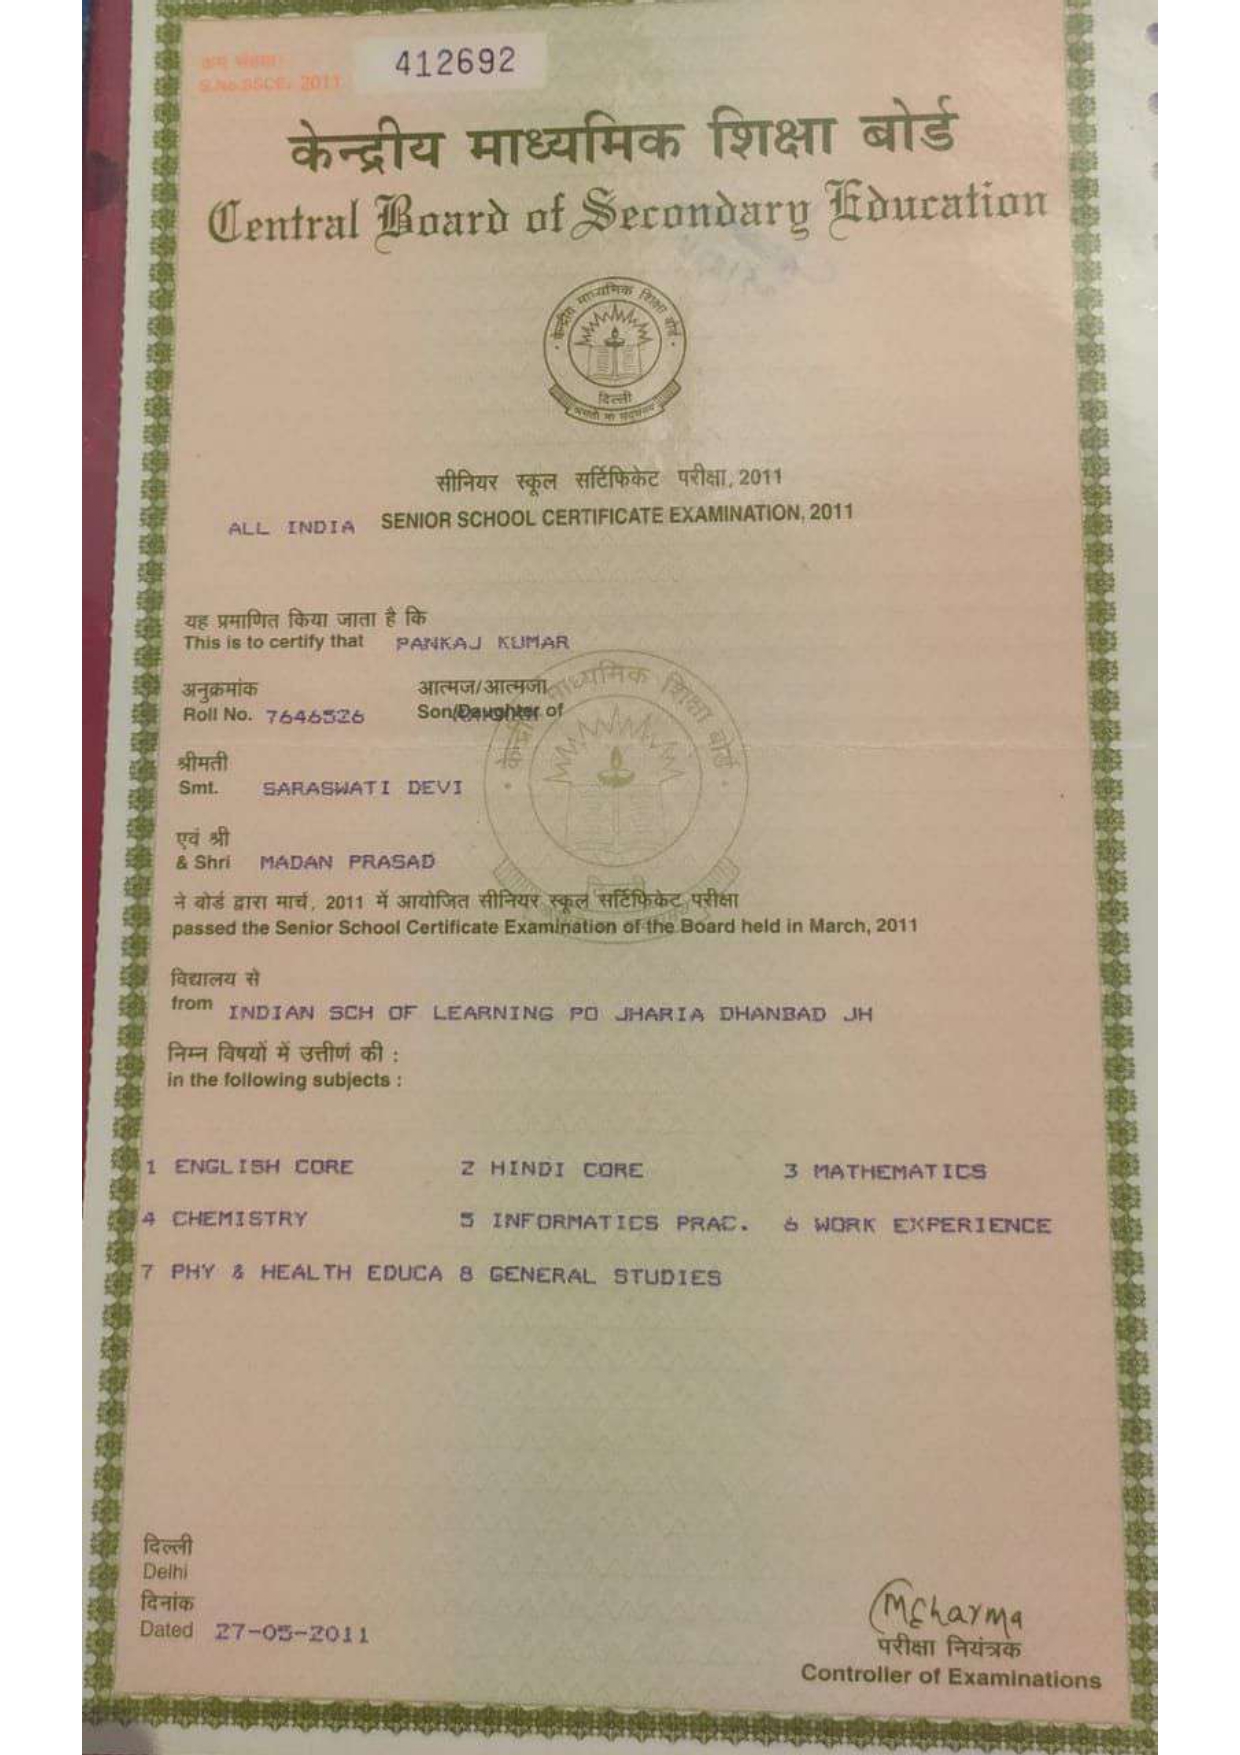 क्रम संख्या
S.No.SSCE. 2011
412692
केन्द्रीय माध्यमिक शिक्षा बोर्ड
Central Board of Secondary Education
केन्द्रीय माध्यमिक शिक्षा बोर्ड
दिल्ली
सीनियर स्कूल सर्टिफिकेट परीक्षा, 2011
ALL INDIA SENIOR SCHOOL CERTIFICATE EXAMINATION, 2011
यह प्रमाणित किया जाता है कि
This is to certify that PANKAJ KUMAR
अनुक्रमांक आत्मज/आत्मजा
Roll No. 7646526 Son/Daughter of
श्रीमती
Smt. SARASWATI DEVI
एवं श्री
& Shri MADAN PRASAD
ने बोर्ड द्वारा मार्च, 2011 में आयोजित सीनियर स्कूल सर्टिफिकेट परीक्षा
passed the Senior School Certificate Examination of the Board held in March, 2011
विद्यालय से
from INDIAN SCH OF LEARNING PO JHARIA DHANBAD JH
निम्न विषयों में उत्तीर्ण की :
in the following subjects :
1 ENGLISH CORE 2 HINDI CORE 3 MATHEMATICS
4 CHEMISTRY 5 INFORMATICS PRAC. 6 WORK EXPERIENCE
7 PHY & HEALTH EDUCA 8 GENERAL STUDIES
दिल्ली
Delhi
दिनांक
Dated 27-05-2011
MSharma
परीक्षा नियंत्रक
Controller of Examinations